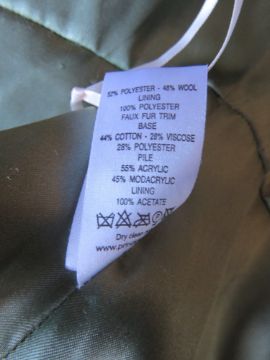 52% POLYESTER - 48% WOOL
LINING
100% POLYESTER
FAUX FUR TRIM
BASE
44% COTTON - 28% VISCOSE
28% POLYESTER
PILE
55% ACRYLIC
45% MODACRYLIC
LINING
100% ACETATE
Dry clean